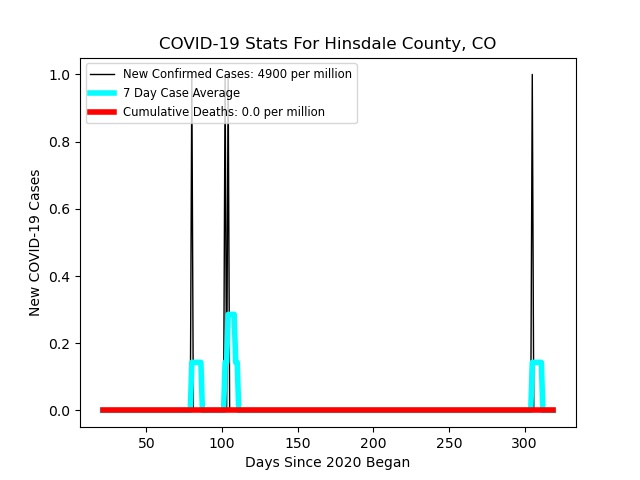 COVID-19 Stats For Hinsdale County, CO
New Confirmed Cases: 4900 per million
7 Day Case Average
Cumulative Deaths: 0.0 per million
New COVID-19 Cases
1.0
0.8
0.6
0.4
0.2
0.0
50 100 150 200 250 300
Days Since 2020 Began